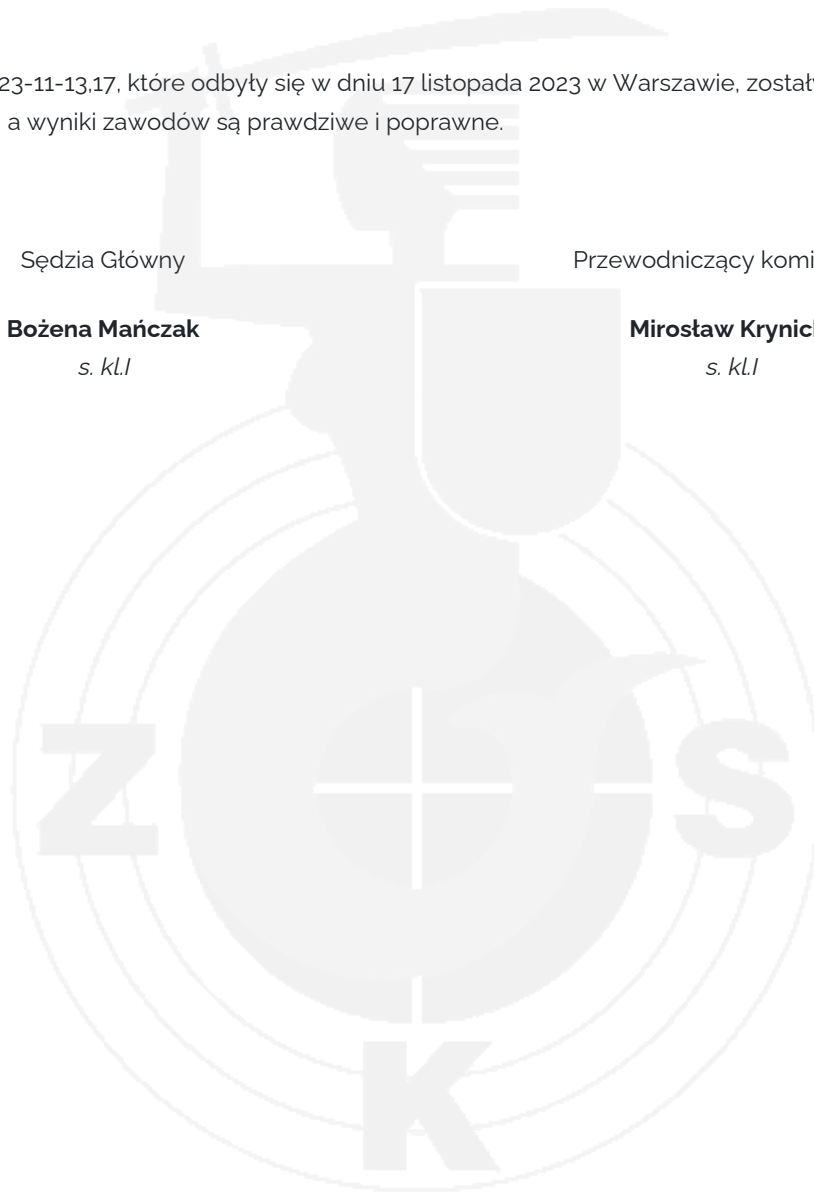 23-11-13,17, które odbyły się w dniu 17 listopada 2023 w Warszawie, został
a wyniki zawodów są prawdziwe i poprawne.
Sędzia Główny
Przewodniczący komi
Bożena Mańczak
Mirosław Krynic
s. kl.I
s. kl.I
Z S
K